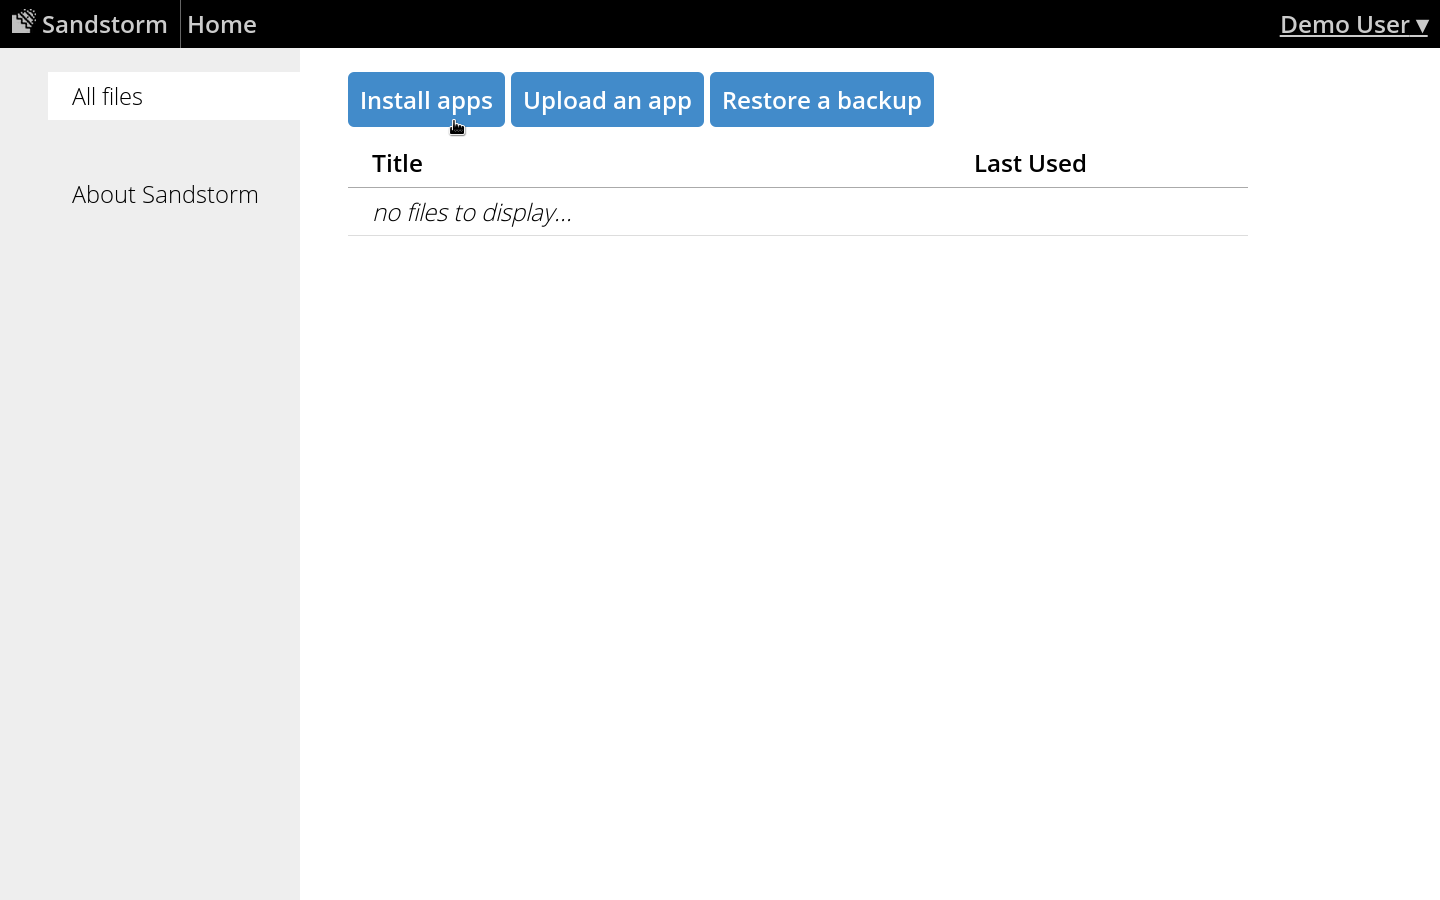 Sandstorm
Home
Demo User ▾
All files
About Sandstorm
Install apps
Upload an app
Restore a backup
Title
Last Used
no files to display...